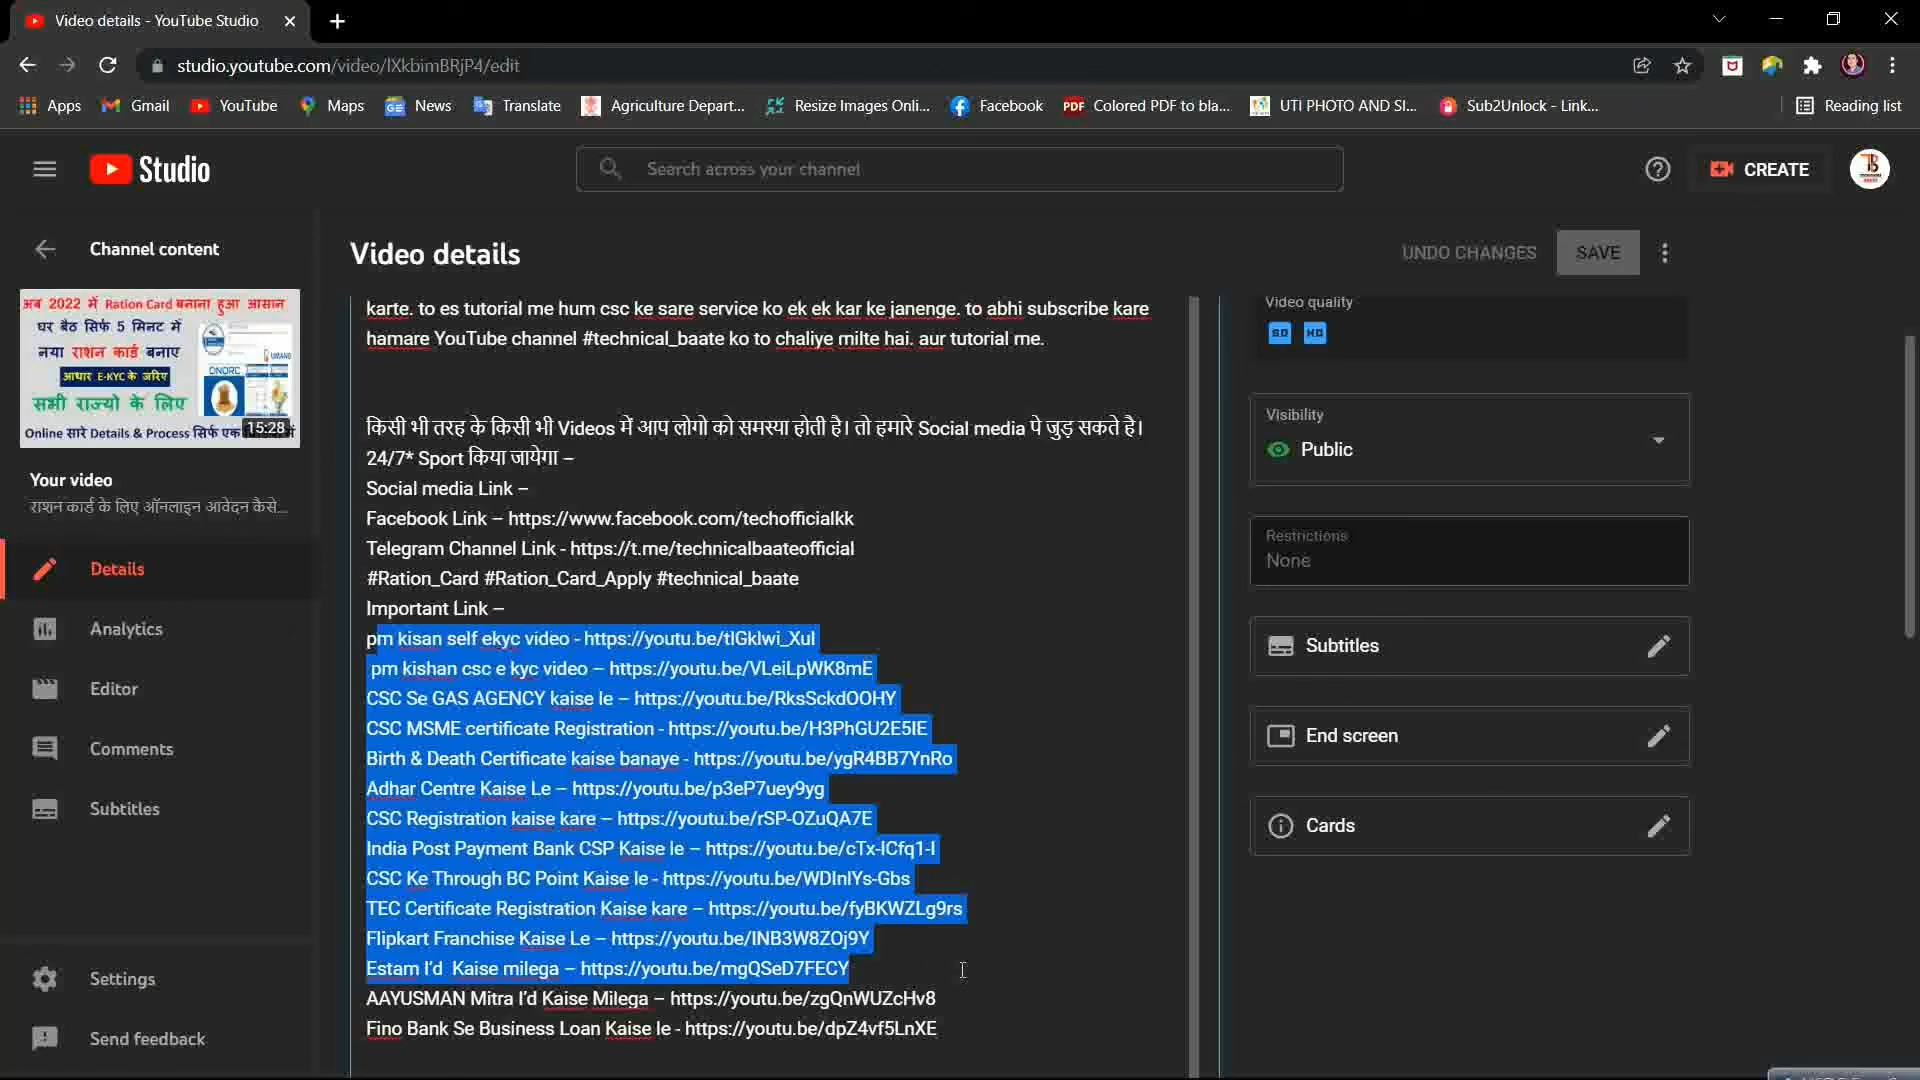 Video details - YouTube Studio
studio.youtube.com/video/lXkbimBRjP4/edit
Apps Gmail YouTube Maps News Translate Agriculture Depart... Resize Images Onli... Facebook PDF Colored PDF to bla... UTI PHOTO AND SI... Sub2Unlock - Link... Reading list
Studio
Search across your channel
CREATE
Channel content
अब 2022 में Ration Card बनाना हुआ आसान
घर बैठ सिर्फ 5 मिनट में
नया राशन कार्ड बनाए
आधार E-KYC के जरिए
सभी राज्यो के लिए
UMANG
ONORC
Online सारे Details & Process सिर्फ एक
15:28
Your video
राशन कार्ड के लिए ऑनलाइन आवेदन कैसे...
Details
Analytics
Editor
Comments
Subtitles
Settings
Send feedback
Video details
UNDO CHANGES
SAVE
karte. to es tutorial me hum csc ke sare service ko ek ek kar ke janenge. to abhi subscribe kare
hamare YouTube channel #technical_baate ko to chaliye milte hai. aur tutorial me.
किसी भी तरह के किसी भी Videos में आप लोगो को समस्या होती है। तो हमारे Social media पे जुड़ सकते है।
24/7* Sport किया जायेगा –
Social media Link –
Facebook Link – https://www.facebook.com/techofficialkk
Telegram Channel Link - https://t.me/technicalbaateofficial
#Ration_Card #Ration_Card_Apply #technical_baate
Important Link –
pm kisan self ekyc video - https://youtu.be/tIGklwi_XuI
pm kishan csc e kyc video – https://youtu.be/VLeiLpWK8mE
CSC Se GAS AGENCY kaise le – https://youtu.be/RksSckdOOHY
CSC MSME certificate Registration - https://youtu.be/H3PhGU2E5IE
Birth & Death Certificate kaise banaye - https://youtu.be/ygR4BB7YnRo
Adhar Centre Kaise Le – https://youtu.be/p3eP7uey9yg
CSC Registration kaise kare – https://youtu.be/rSP-OZuQA7E
India Post Payment Bank CSP Kaise le – https://youtu.be/cTx-ICfq1-I
CSC Ke Through BC Point Kaise le - https://youtu.be/WDInlYs-Gbs
TEC Certificate Registration Kaise kare – https://youtu.be/fyBKWZLg9rs
Flipkart Franchise Kaise Le – https://youtu.be/lNB3W8ZOj9Y
Estam I’d Kaise milega – https://youtu.be/mgQSeD7FECY
AAYUSMAN Mitra I’d Kaise Milega – https://youtu.be/zgQnWUZcHv8
Fino Bank Se Business Loan Kaise le - https://youtu.be/dpZ4vf5LnXE
Video quality
SD HD
Visibility
Public
Restrictions
None
Subtitles
End screen
Cards